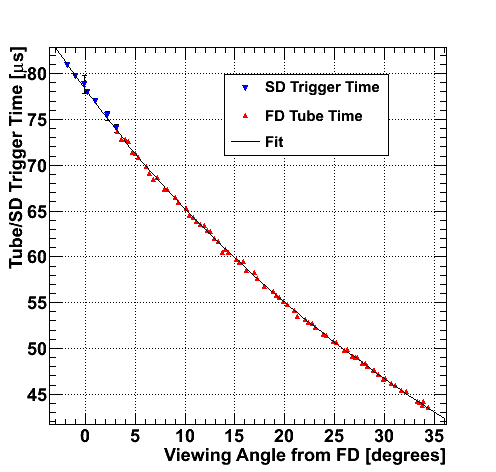 Tube/SD Trigger Time [μs]
80
75
70
65
60
55
50
45
SD Trigger Time
FD Tube Time
Fit
0 5 10 15 20 25 30 35
Viewing Angle from FD [degrees]